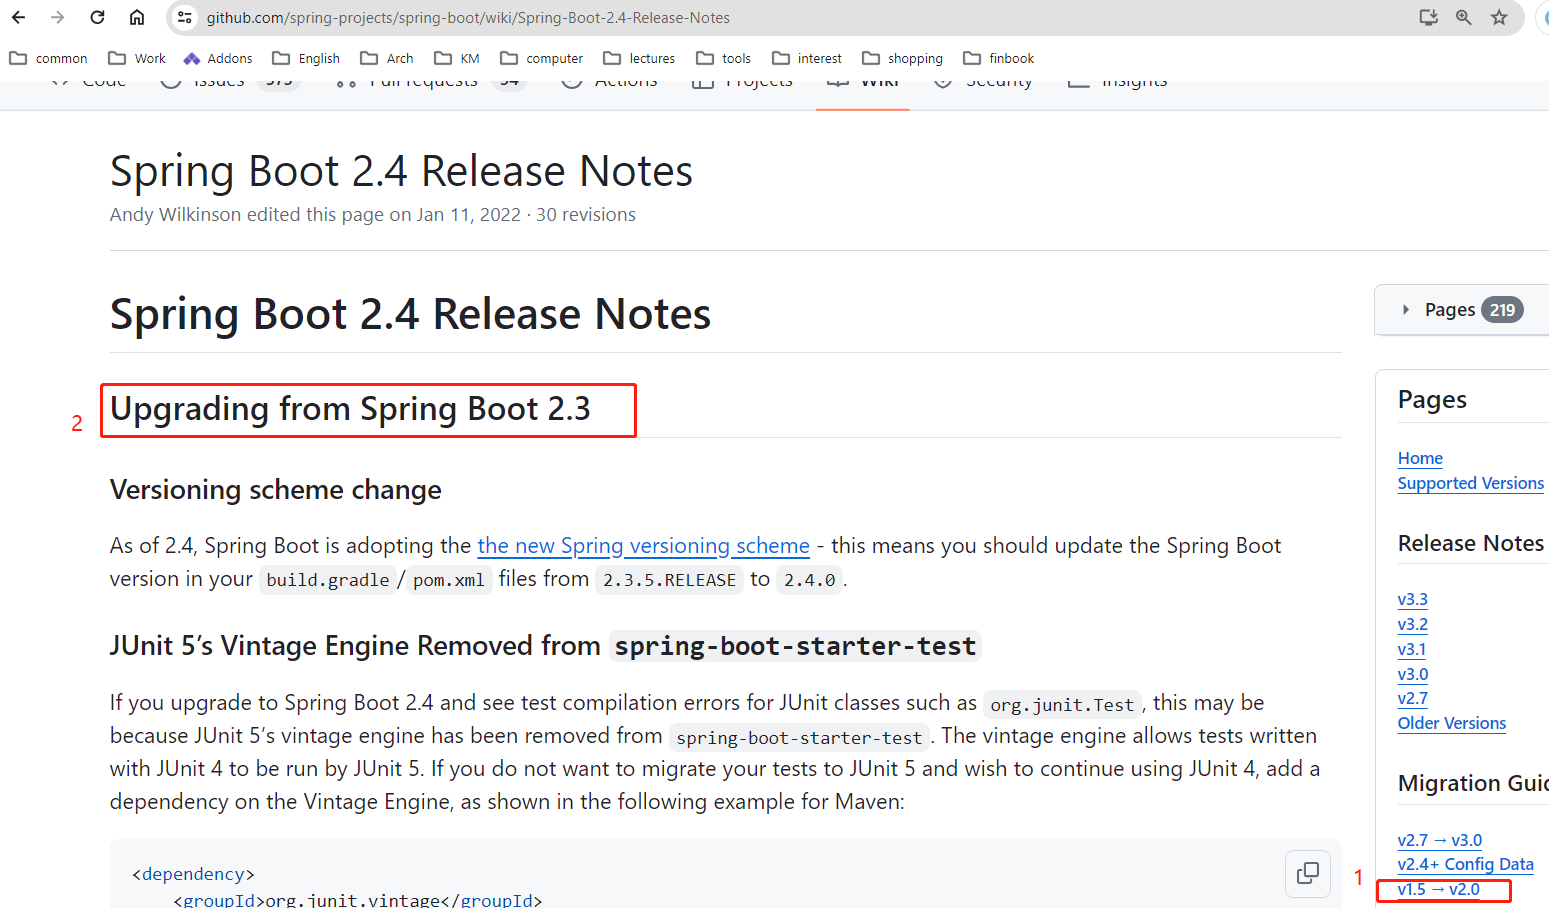 github.com/spring-projects/spring-boot/wiki/Spring-Boot-2.4-Release-Notes
common Work Addons English Arch KM computer lectures tools interest shopping finbook
Code Issues 575 Pull requests 54 Actions Projects Wiki Security Insights
Spring Boot 2.4 Release Notes
Andy Wilkinson edited this page on Jan 11, 2022 · 30 revisions
Spring Boot 2.4 Release Notes
2 Upgrading from Spring Boot 2.3
Versioning scheme change
As of 2.4, Spring Boot is adopting the the new Spring versioning scheme - this means you should update the Spring Boot
version in your build.gradle/pom.xml files from 2.3.5.RELEASE to 2.4.0.
JUnit 5’s Vintage Engine Removed from spring-boot-starter-test
If you upgrade to Spring Boot 2.4 and see test compilation errors for JUnit classes such as org.junit.Test, this may be
because JUnit 5’s vintage engine has been removed from spring-boot-starter-test. The vintage engine allows tests written
with JUnit 4 to be run by JUnit 5. If you do not want to migrate your tests to JUnit 5 and wish to continue using JUnit 4, add a
dependency on the Vintage Engine, as shown in the following example for Maven:
<dependency>
<groupId>org.junit.vintage</groupId>
Pages 219
Pages
Home
Supported Versions
Release Notes
v3.3
v3.2
v3.1
v3.0
v2.7
Older Versions
Migration Guid
v2.7 → v3.0
v2.4+ Config Data
1 v1.5 → v2.0